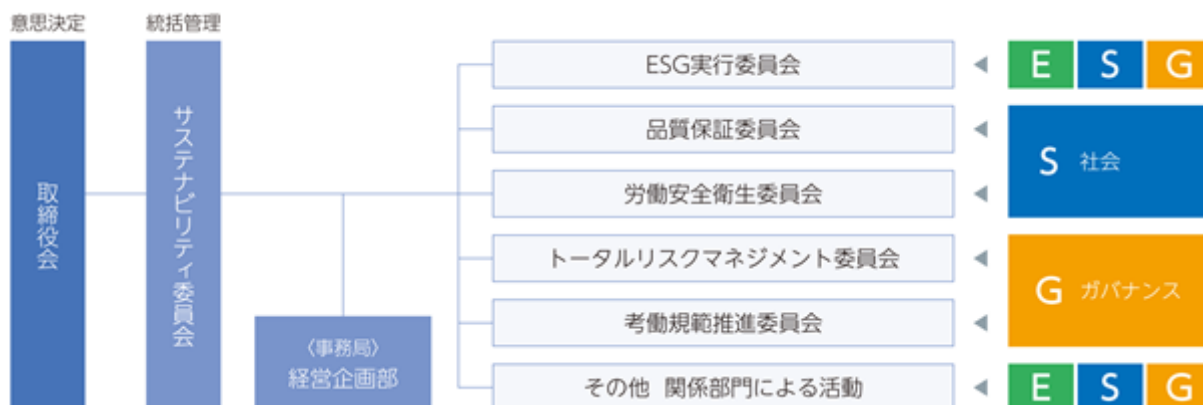 意思決定
統括管理
取締役会
サステナビリティ委員会
〈事務局〉
経営企画部
ESG実行委員会
E S G
品質保証委員会
労働安全衛生委員会
S 社会
トータルリスクマネジメント委員会
考働規範推進委員会
G ガバナンス
その他 関係部門による活動
E S G